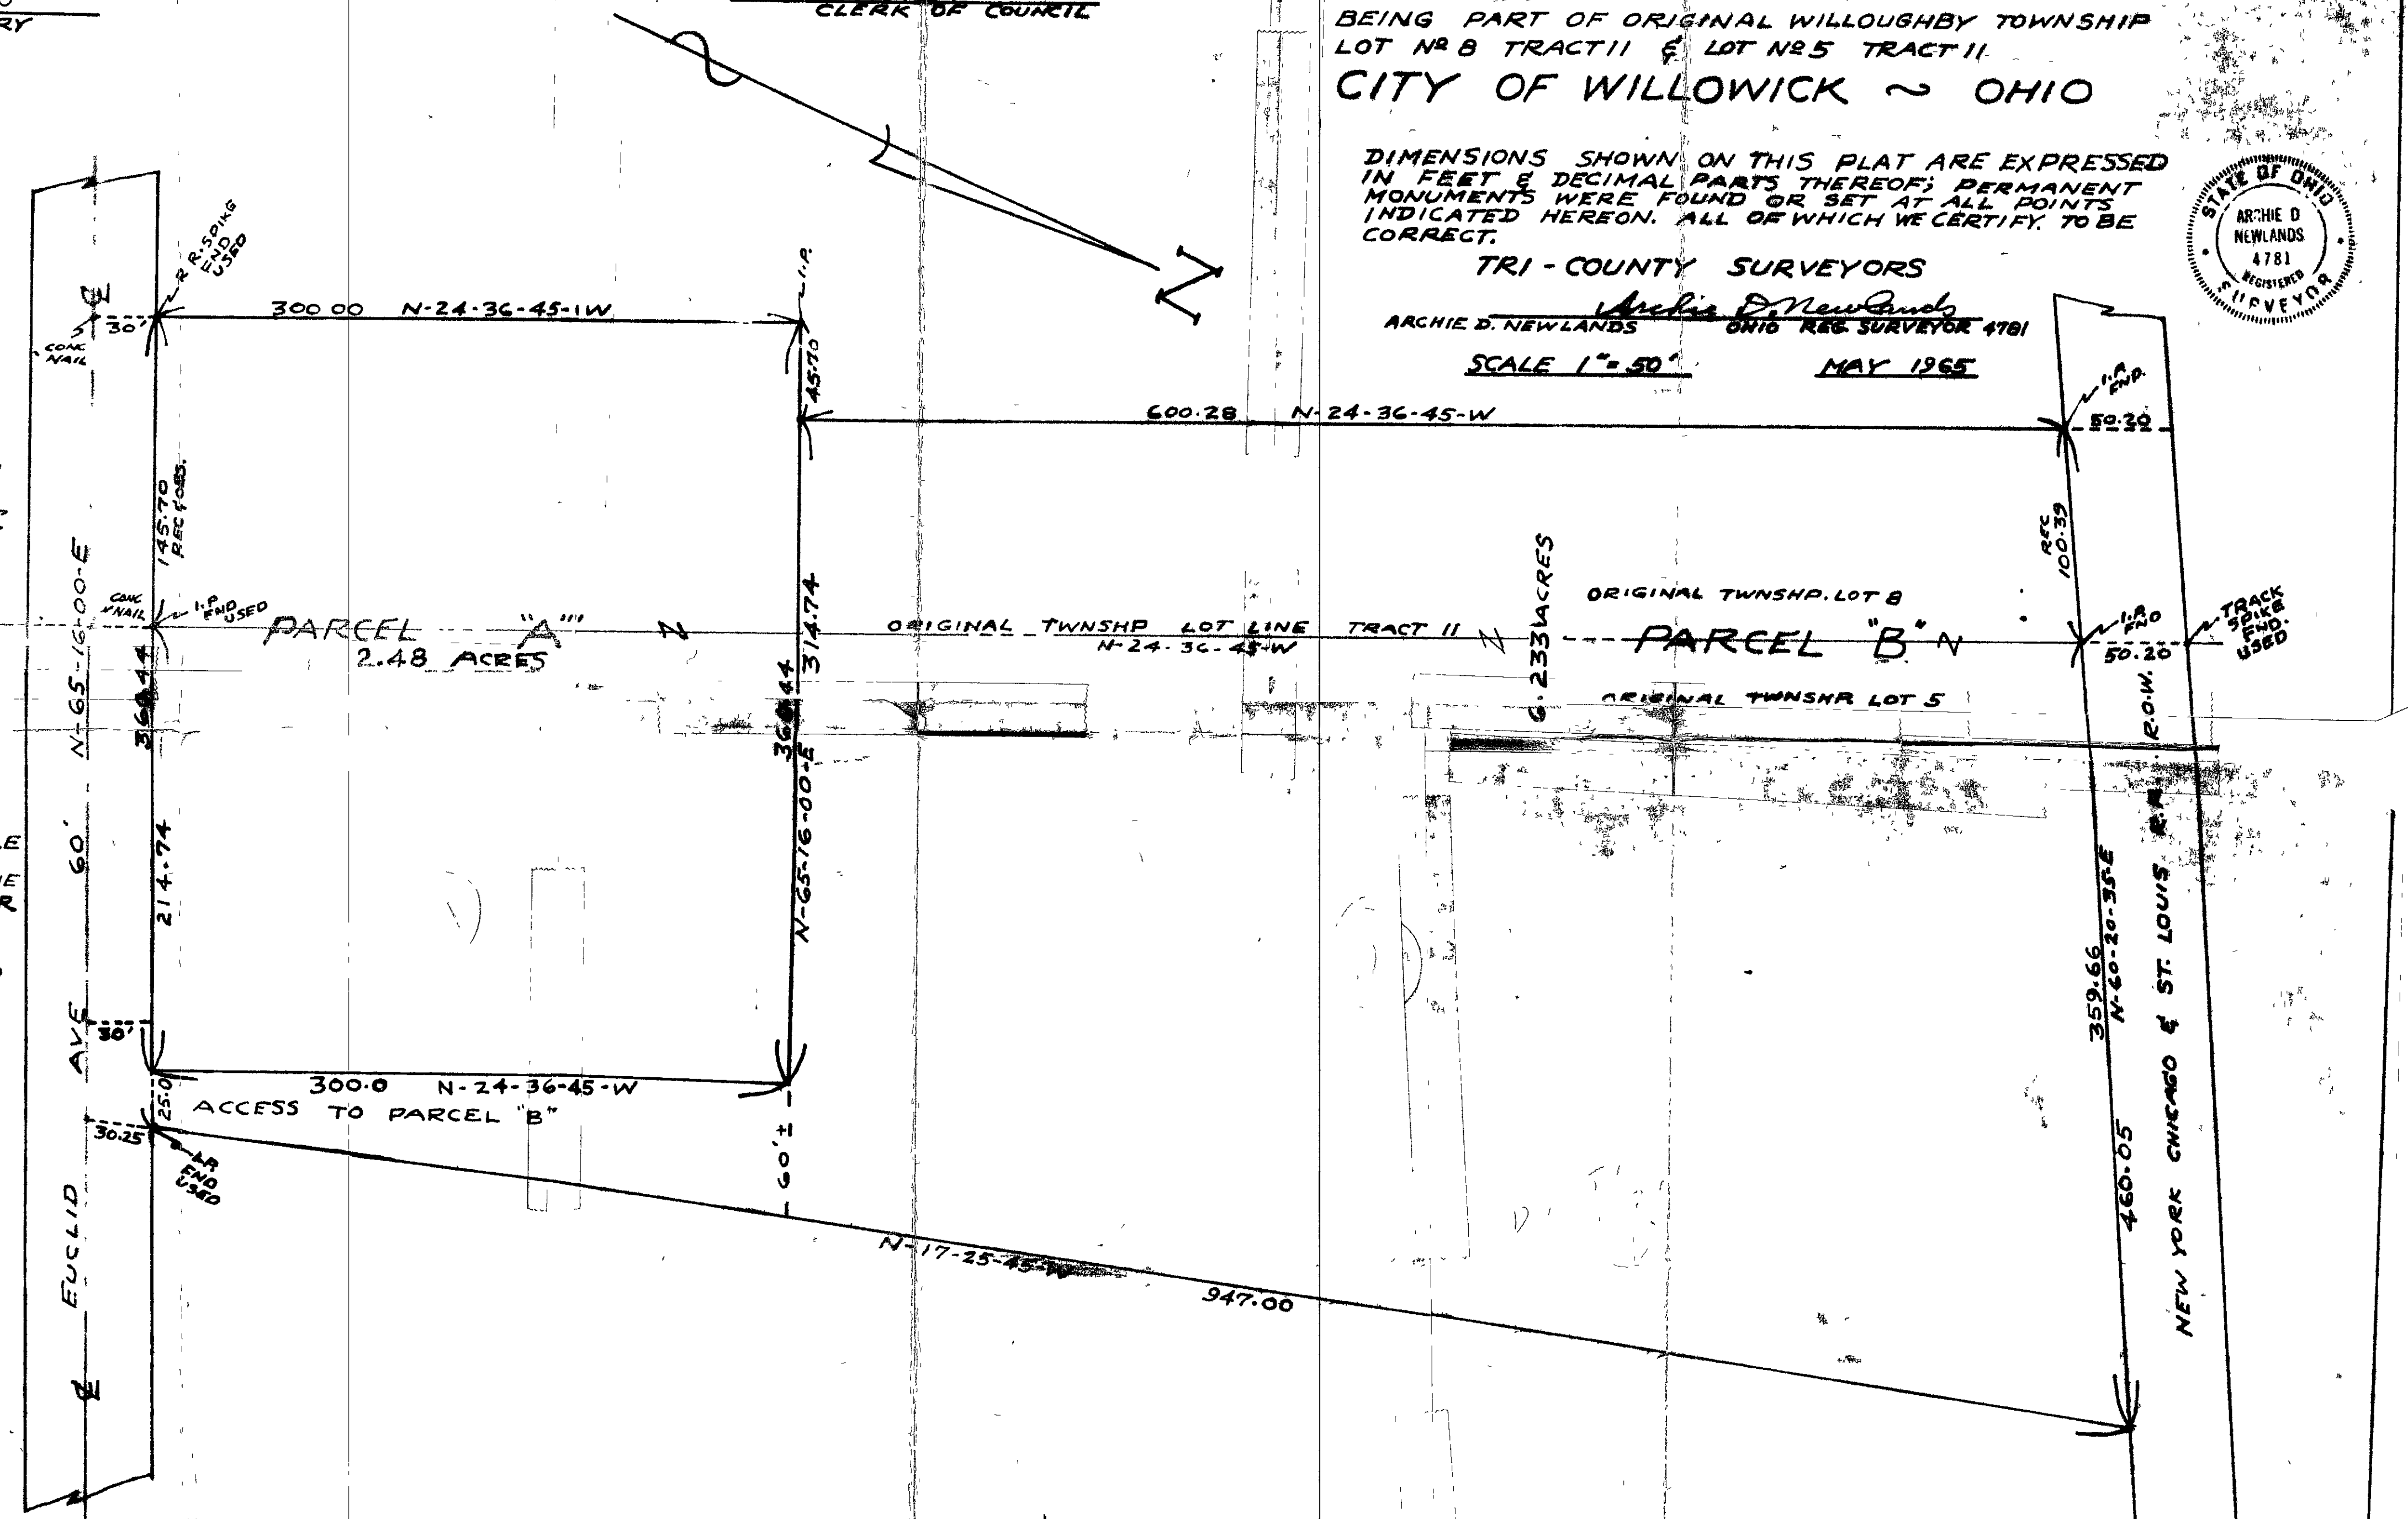 RY
CLERK OF COUNCIL
BEING PART OF ORIGINAL WILLOUGHBY TOWNSHIP
LOT Nº 8 TRACT 11 & LOT Nº 5 TRACT 11
CITY OF WILLOWICK ~ OHIO
DIMENSIONS SHOWN ON THIS PLAT ARE EXPRESSED
IN FEET & DECIMAL PARTS THEREOF; PERMANENT
MONUMENTS WERE FOUND OR SET AT ALL POINTS
INDICATED HEREON. ALL OF WHICH WE CERTIFY. TO BE
CORRECT.
TRI - COUNTY SURVEYORS
Archie D. Newlands
ARCHIE D. NEWLANDS OHIO REG. SURVEYOR 4781
SCALE 1" = 50' MAY 1965
STATE OF OHIO
ARCHIE D
NEWLANDS
4781
REGISTERED
SURVEYOR
R.R. SPIKE
FND
USED
℄
30'
CONC
NAIL
300 00 N-24-36-45-W
I.P.
45.70
600.28 N-24-36-45-W
I.P.
FND.
50.20
145.70
REC & OBS.
REC
100.39
N-65-16-00-E
CONC
NAIL
I.P.
FND
USED
PARCEL "A"
2.48 ACRES
314.74
ORIGINAL TWNSHP LOT LINE TRACT 11
N-24-36-45-W
6.233 ACRES
ORIGINAL TWNSHP. LOT 8
PARCEL "B"
ORIGINAL TWNSHP. LOT 5
I.P.
FND
50.20
TRACK
SPIKE
FND.
USED
N-65-16-00-E
214.74
60'
AVE
EUCLID
℄
30'
300.0 N-24-36-45-W
25.0
ACCESS TO PARCEL "B"
30.25
I.P.
FND
USED
60'±
N-17-25-45-W
947.00
359.66
N-60-20-35-E
460.05
NEW YORK CHICAGO & ST. LOUIS R.R. R.O.W.
E
R